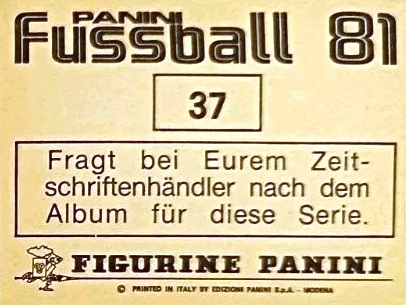 PANINI
Fussball 81
37
Fragt bei Eurem Zeit-
schriftenhändler nach dem
Album für diese Serie.
FIGURINE PANINI
© PRINTED IN ITALY BY EDIZIONI PANINI S.p.A. - MODENA